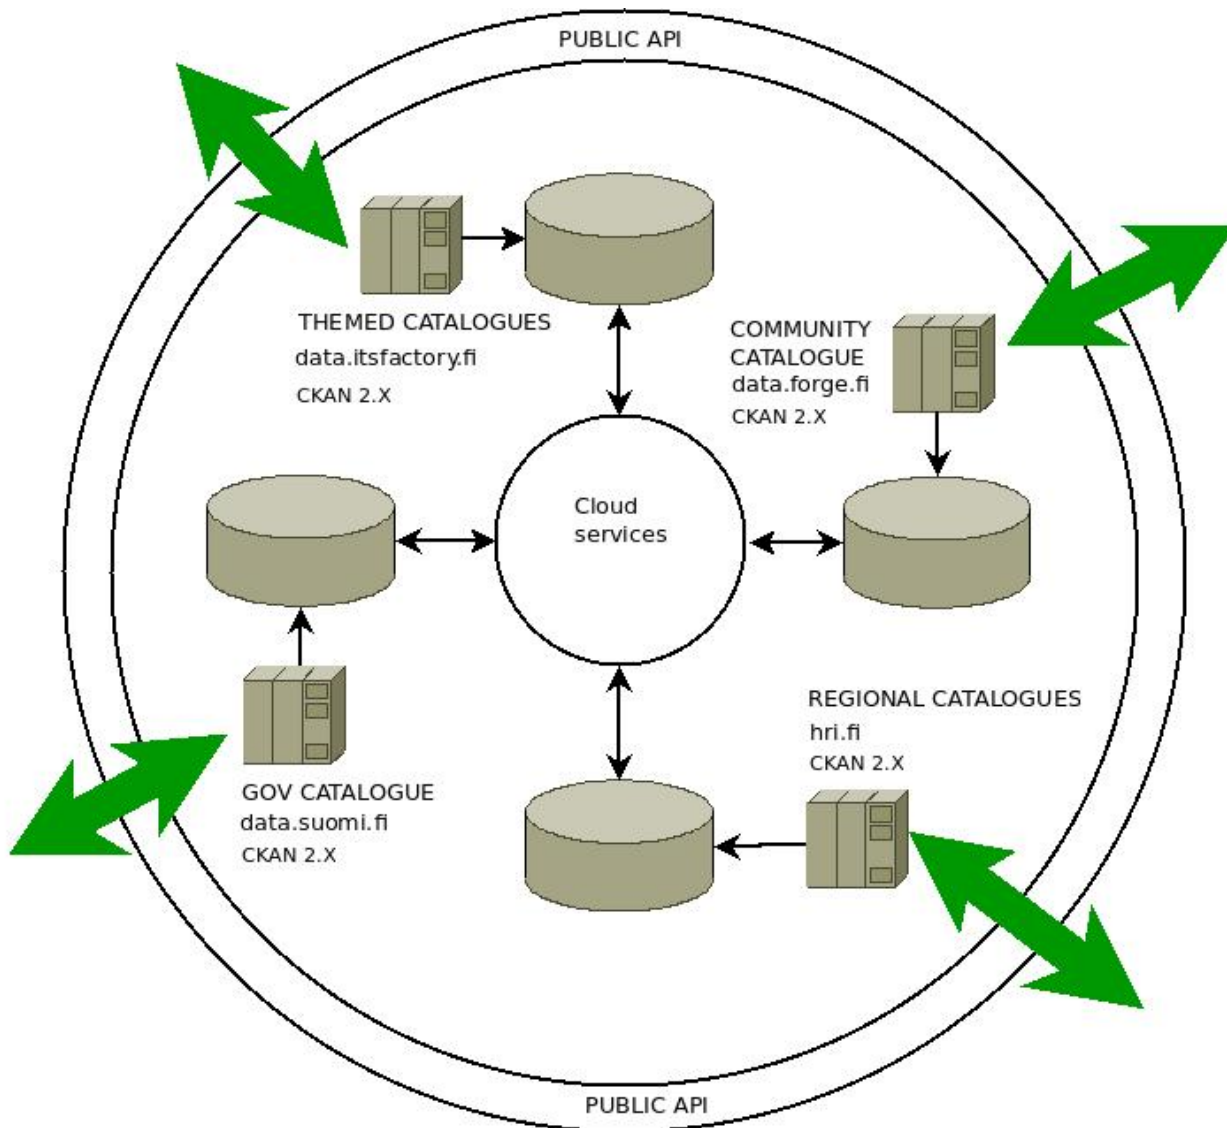 PUBLIC API
THEMED CATALOGUES
data.itsfactory.fi
CKAN 2.X
COMMUNITY
CATALOGUE
data.forge.fi
CKAN 2.X
Cloud
services
GOV CATALOGUE
data.suomi.fi
CKAN 2.X
REGIONAL CATALOGUES
hri.fi
CKAN 2.X
PUBLIC API